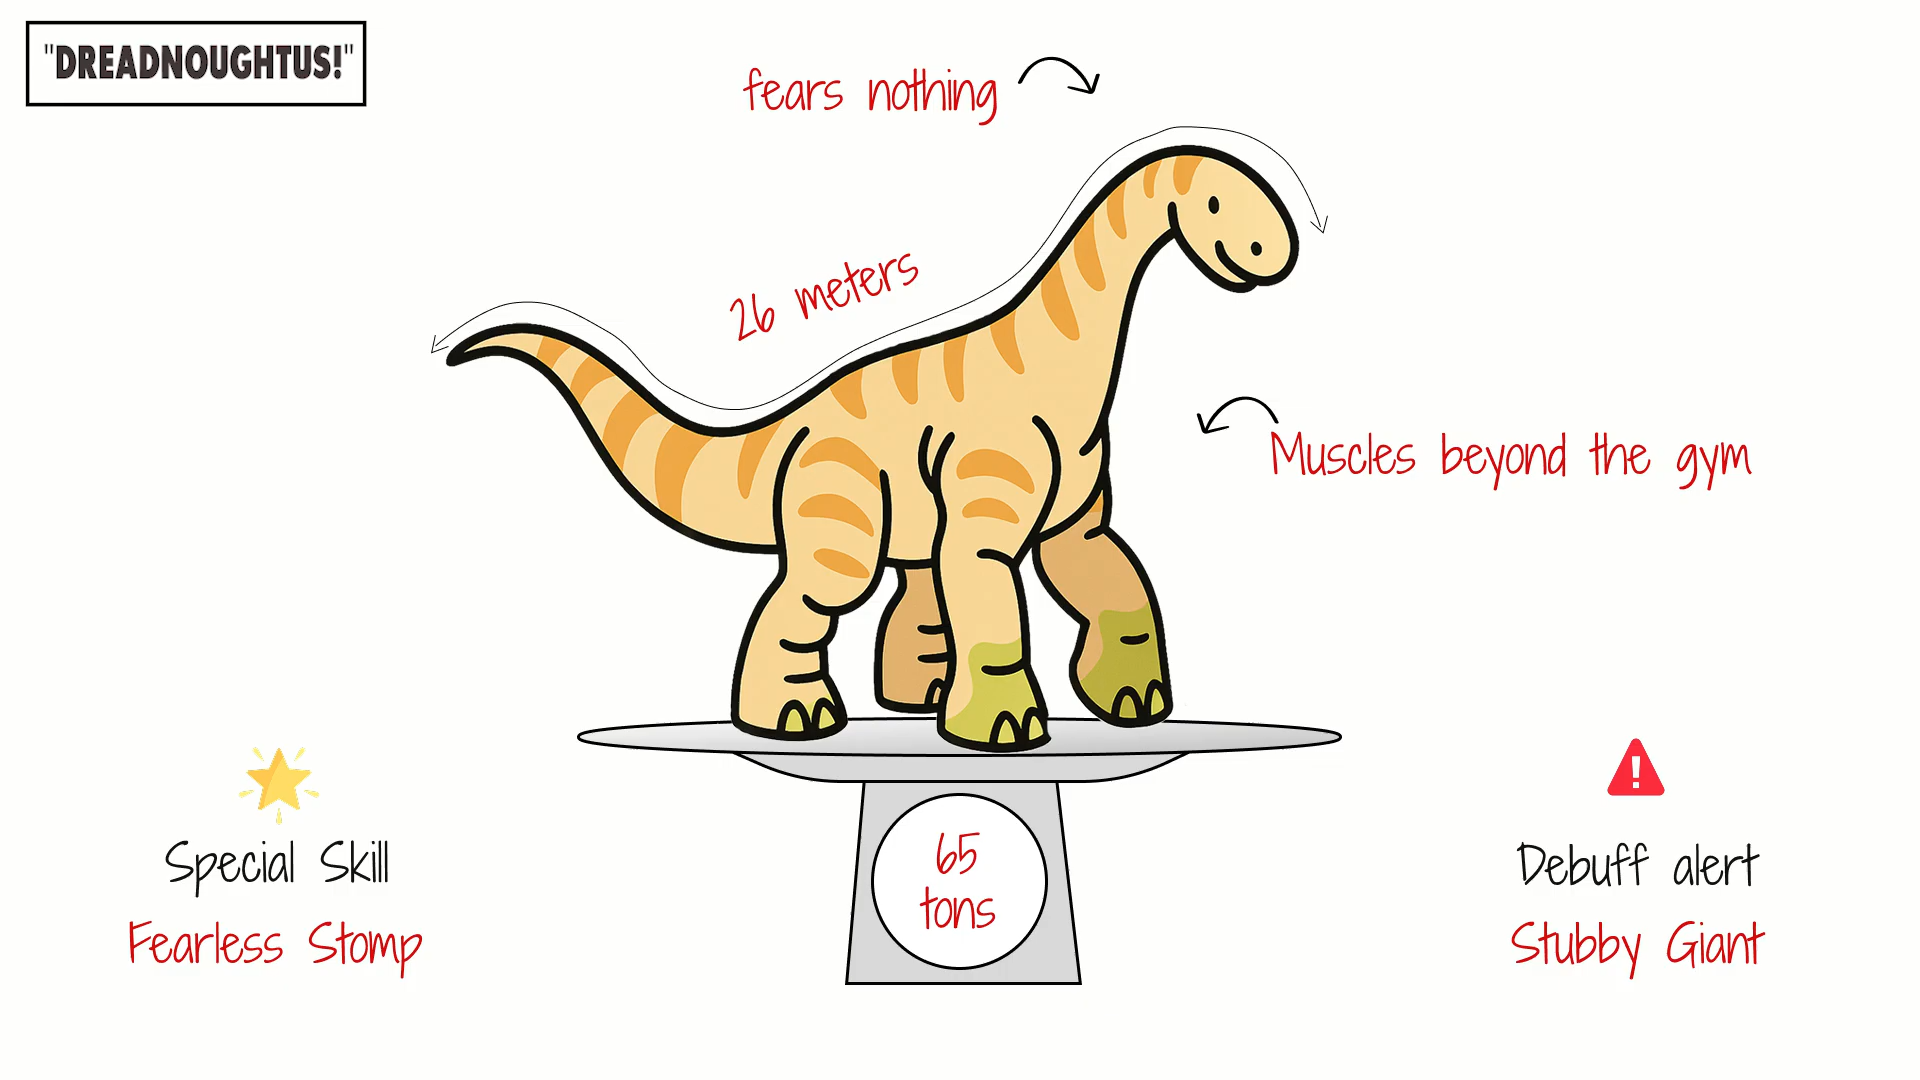 "DREADNOUGHTUS!"
fears nothing
26 meters
Muscles beyond the gym
65
tons
Special Skill
Fearless Stomp
Debuff alert
Stubby Giant